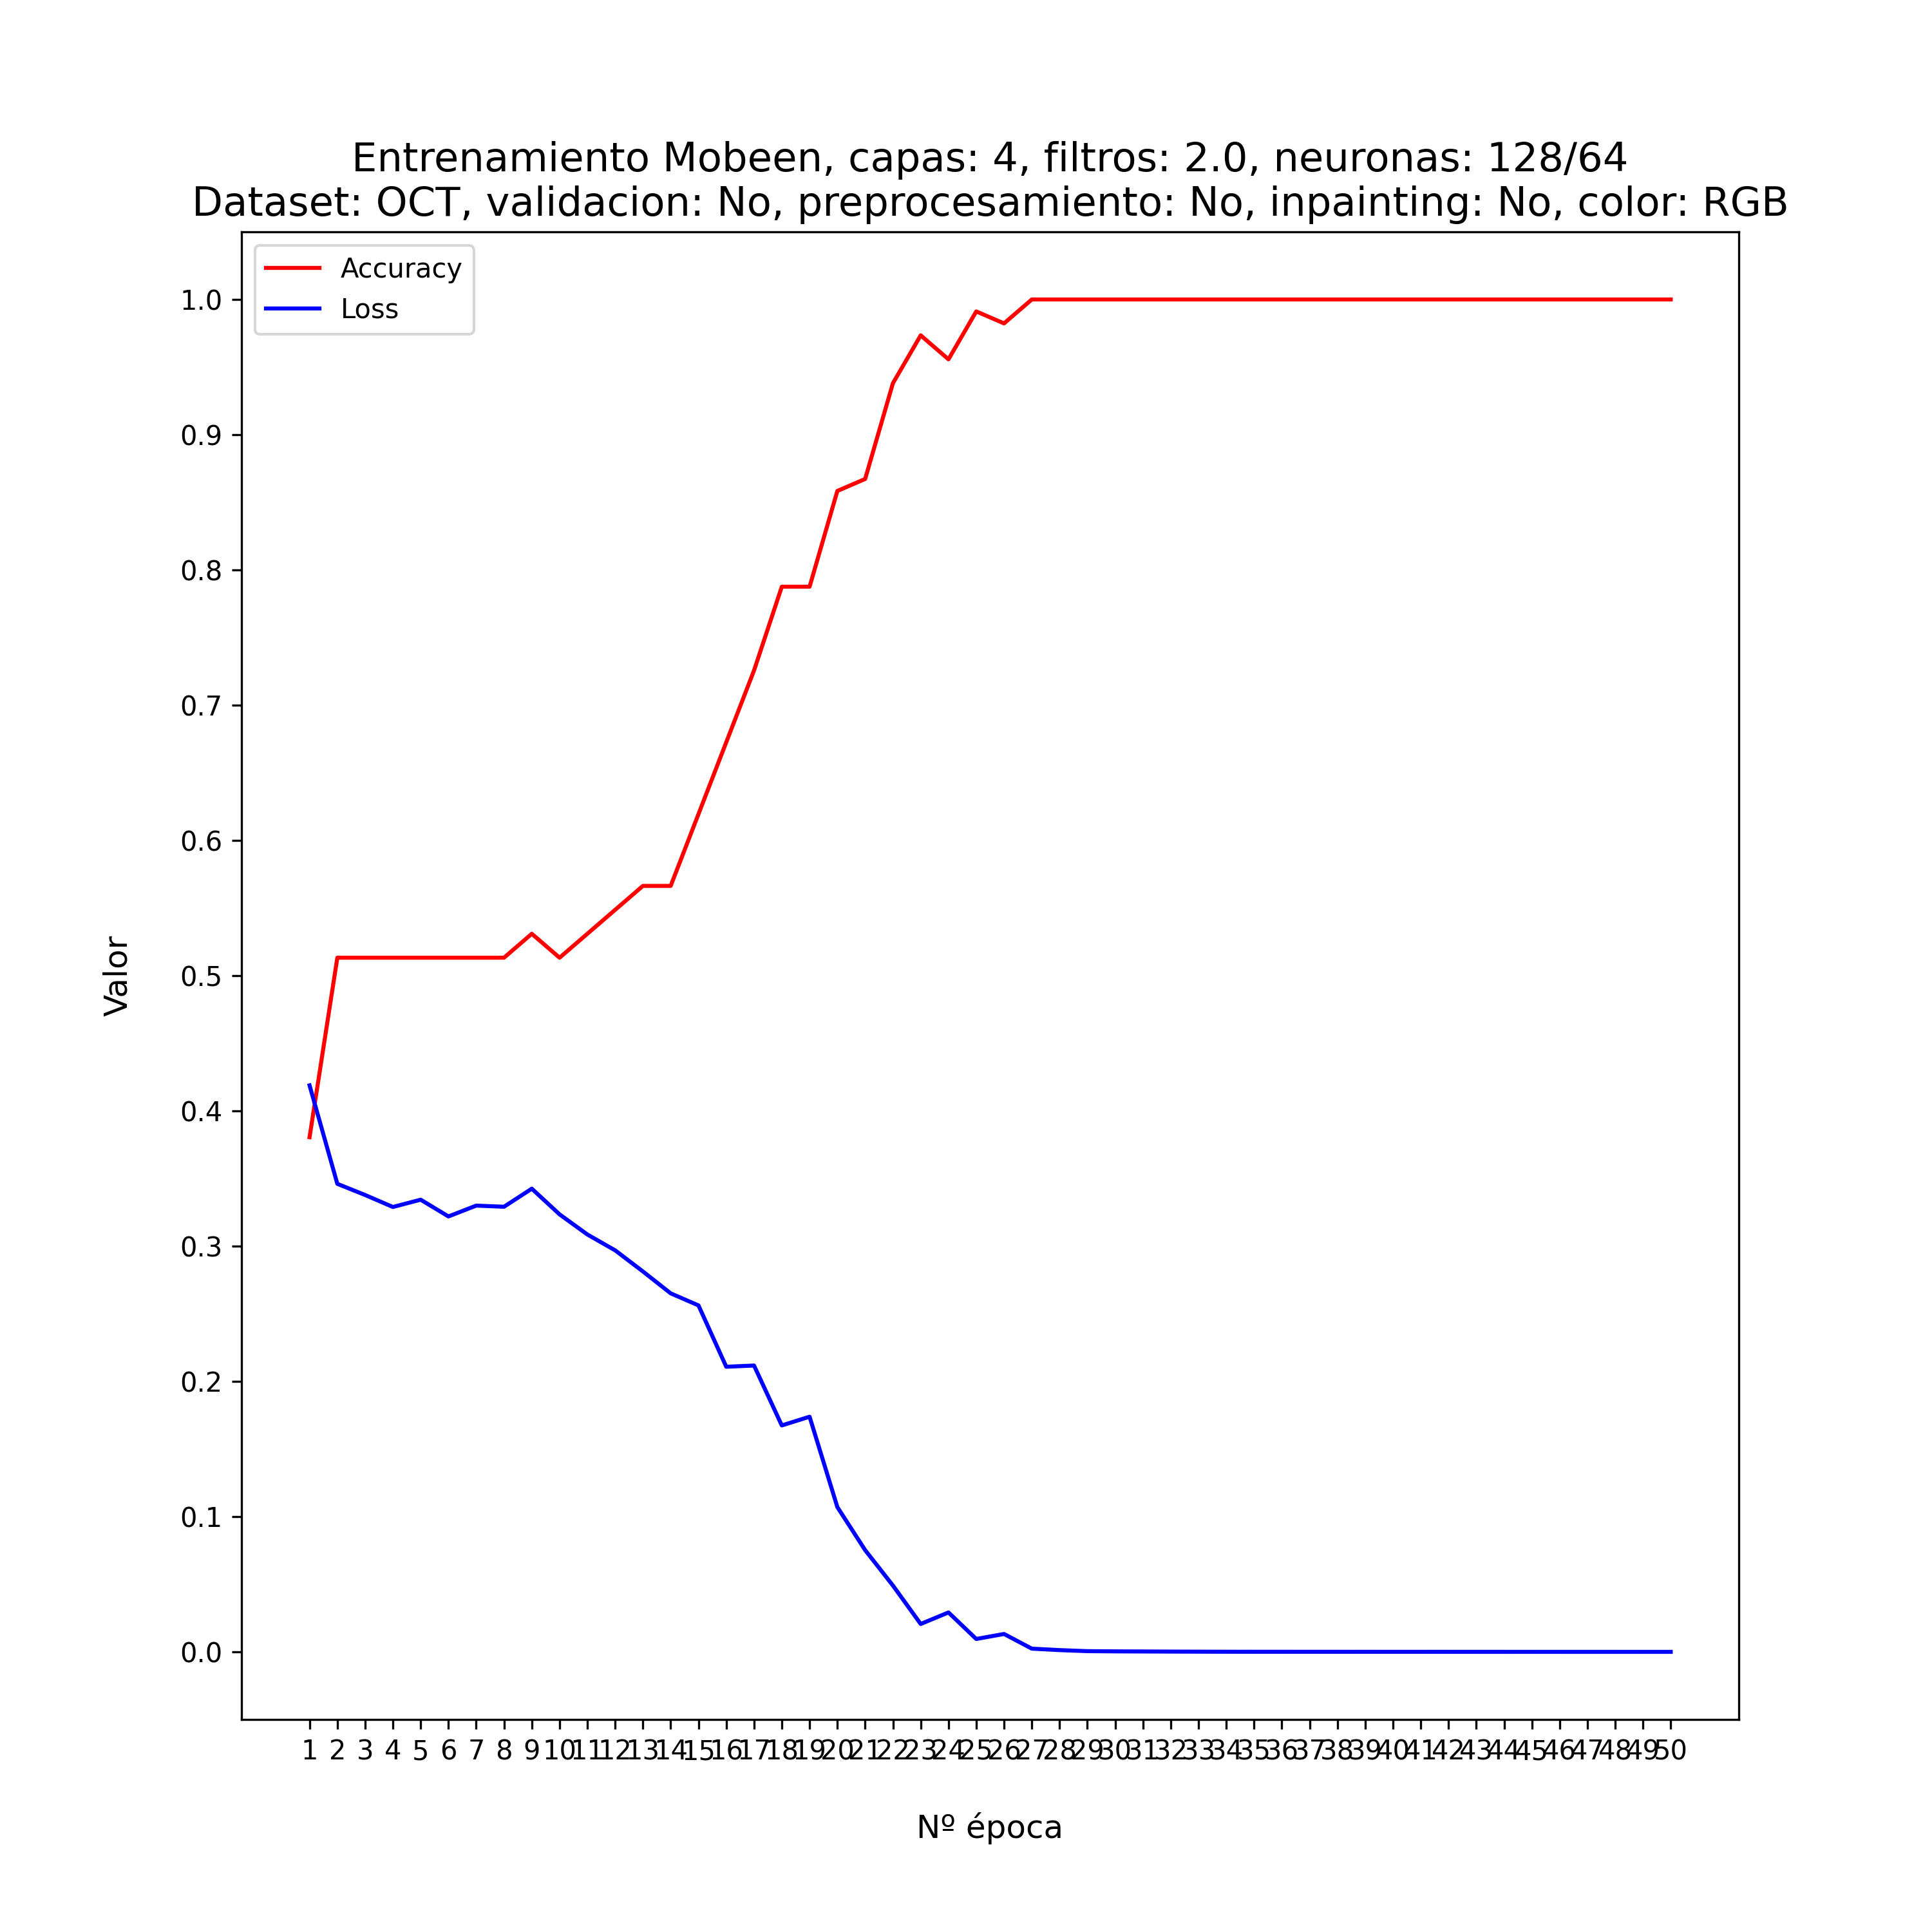 Entrenamiento Mobeen, capas: 4, filtros: 2.0, neuronas: 128/64
Dataset: OCT, validacion: No, preprocesamiento: No, inpainting: No, color: RGB
Accuracy
Loss
1.0
0.9
0.8
0.7
0.6
0.5
0.4
0.3
0.2
0.1
0.0
Valor
1 2 3 4 5 6 7 8 9 10 11 12 13 14 15 16 17 18 19 20 21 22 23 24 25 26 27 28 29 30 31 32 33 34 35 36 37 38 39 40 41 42 43 44 45 46 47 48 49 50
Nº época